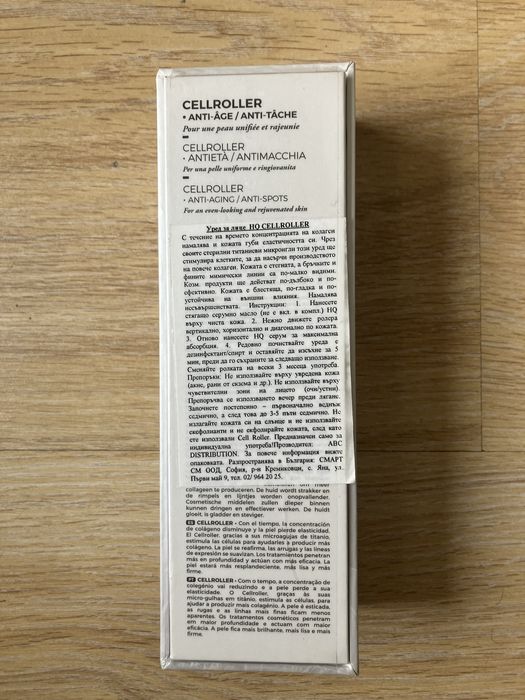 CELLROLLER
• ANTI-ÂGE / ANTI-TÂCHE
Pour une peau unifiée et rajeunie
CELLROLLER
• ANTIETÀ / ANTIMACCHIA
Per una pelle uniforme e ringiovanita
CELLROLLER
• ANTI-AGING / ANTI-SPOTS
For an even-looking and rejuvenated skin
Уред за лице HQ CELLROLLER
С течение на времето концентрацията на колаген
намалява и кожата губи еластичността си. Чрез
своите стерилни титаниеви микроигли този уред ще
стимулира клетките, за да насърчи производството
на повече колаген. Кожата е стегната, а бръчките и
фините мимически линии са по-малко видими.
Козм. продукти ще действат по-дълбоко и по-
ефективно. Кожата е блестяща, по-гладка и по-
устойчива на външни влияния. Намалява
несъвършенствата. Инструкции: 1. Нанесете
стягащо серумно масло (не е вкл. в компл.) HQ
върху чиста кожа. 2. Нежно движете ролера
вертикално, хоризонтално и диагонално по кожата.
3. Отново нанесете HQ серум за максимална
абсорбция. 4. Редовно почиствайте уреда с
дезинфектант/спирт и оставяйте да изсъхне за 5
мин, преди да го съхраните за следващо използване.
Сменяйте ролката на всеки 3 месеца употреба.
Препоръки: Не използвайте върху увредена кожа
(акне, рани от екзема и др.). Не използвайте върху
чувствителни зони на лицето (очи/устни).
Препоръчва се използването вечер преди лягане.
Започнете постепенно – първоначално веднъж
седмично, а след това до 3-5 пъти седмично. Не
излагайте кожата си на слънце и не използвайте
ексфолианти и не ексфолирайте кожата, след като
сте използвали Cell Roller. Предназначен само за
индивидуална употреба!Производител: ABC
DISTRIBUTION. За повече информация вижте
опаковката. Разпространява в България: СМАРТ
СМ ООД, София, р-н Кремиковци, с. Яна, ул.
Първи май 9, тел. 02/ 964 20 25.
collageen te produceren. De huid wordt strakker en
de rimpels en lijntjes worden onopvallender.
Cosmetische middelen zullen dieper binnen
kunnen dringen en effectiever werken. De huidt
gloeit, is gladder en steviger.
ES CELLROLLER • Con el tiempo, la concentración
de colágeno disminuye y la piel pierde elasticidad.
El Cellroller, gracias a sus microagujas de titanio,
estimula las células para ayudarles a producir más
colágeno. La piel se reafirma, las arrugas y las líneas
de expresión se suavizan. Los tratamientos penetran
más en profundidad y actúan con más eficacia. La
piel estará más resplandeciente, más lisa y más
firme.
PT CELLROLLER • Com o tempo, a concentração de
colegénio vai reduzindo e a pele perde a sua
elasticidade. O Cellroller, graças às suas
micro-gulhas em titânio, estimula as células, para
ajudar a produzir mais colagénio. A pele é esticada,
as rugas e as linhas mais finas ficam menos
aparentes. Os tratamentos cosméticos penetram
em maior profundidade e actuam com maior
eficácia. A pele fica mais brilhante, mais lisa e mais
firme.